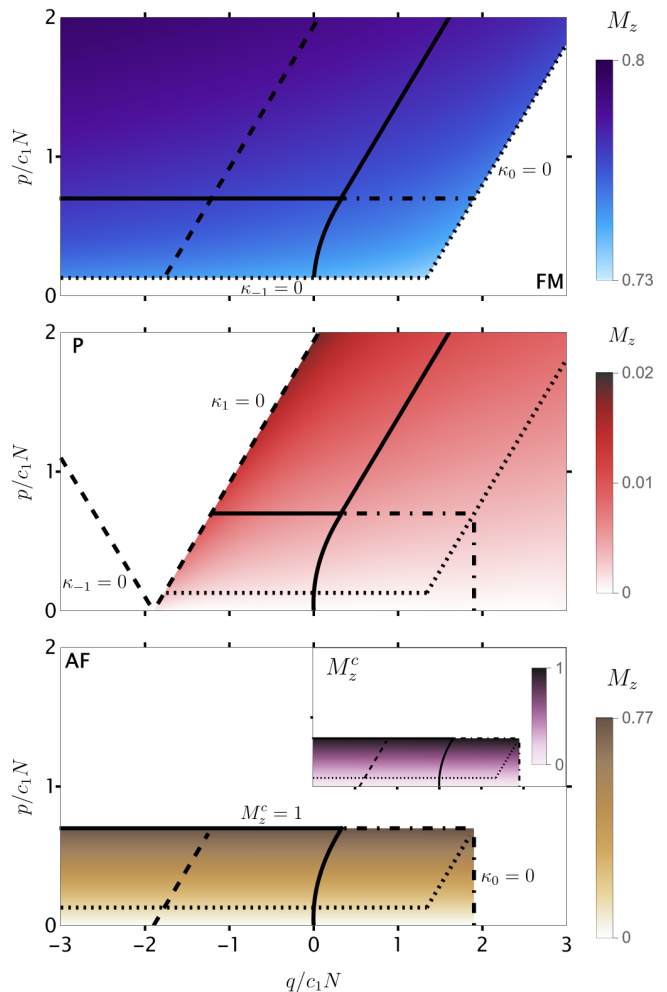 2
M_z
0.8
p/c₁N
1
κ₀ = 0
0
κ₋₁ = 0
FM
0.73
2
P
M_z
0.02
κ₁ = 0
p/c₁N
1
0.01
κ₋₁ = 0
0
0
2
AF
M_z^c
1
0
M_z
0.77
p/c₁N
1
M_z^c = 1
κ₀ = 0
0
0
-3 -2 -1 0 1 2 3
q/c₁N